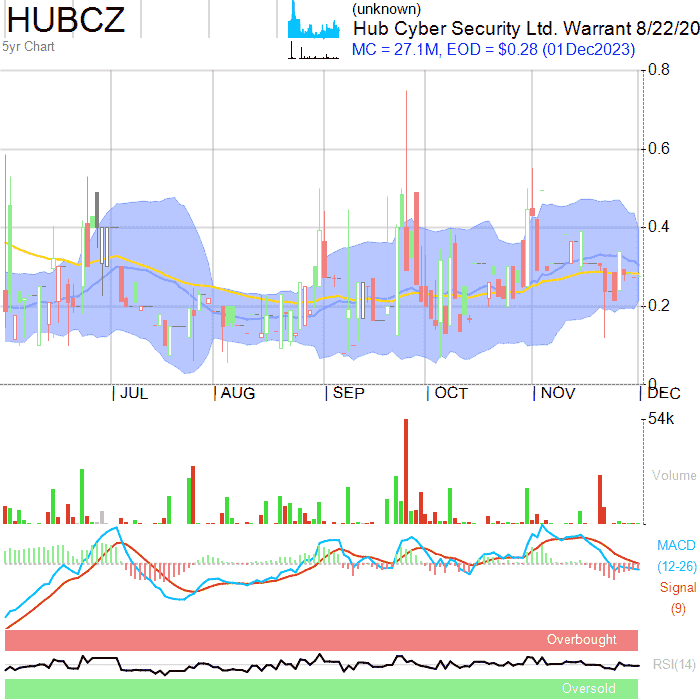 HUBCZ
5yr Chart
(unknown)
Hub Cyber Security Ltd. Warrant 8/22/20
MC = 27.1M, EOD = $0.28 (01Dec2023)
0.8
0.6
0.4
0.2
0
JUL
AUG
SEP
OCT
NOV
DEC
54k
Volume
MACD
(12-26)
Signal
(9)
Overbought
RSI(14)
Oversold